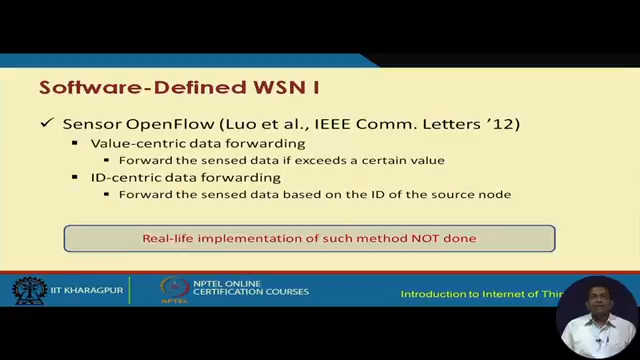 Software-Defined WSN I
✓ Sensor OpenFlow (Luo et al., IEEE Comm. Letters ’12)
▪ Value-centric data forwarding
▪ Forward the sensed data if exceeds a certain value
▪ ID-centric data forwarding
▪ Forward the sensed data based on the ID of the source node
Real-life implementation of such method NOT done
IIT KHARAGPUR
NPTEL
NPTEL ONLINE
CERTIFICATION COURSES
Introduction to Internet of Thin